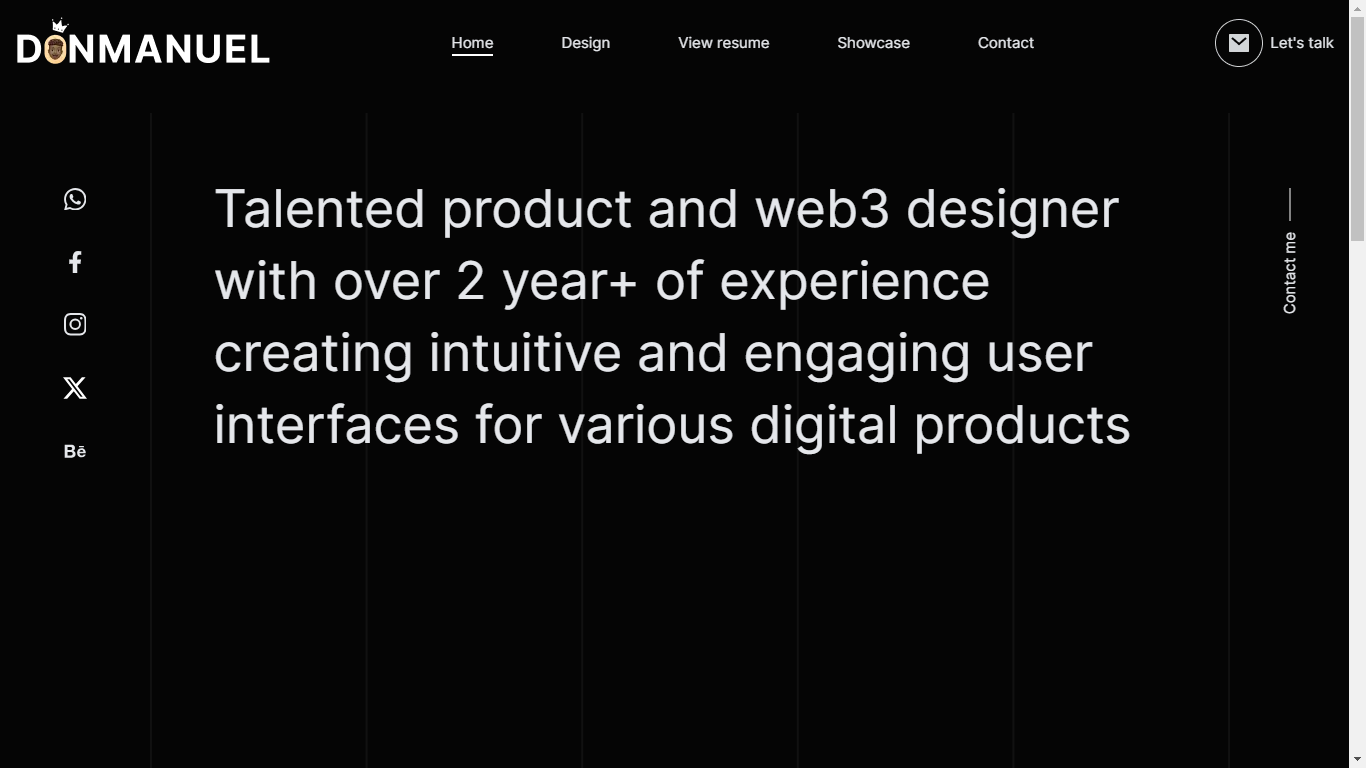 DONMANUEL
Home
Design
View resume
Showcase
Contact
Let's talk
Talented product and web3 designer
with over 2 year+ of experience
creating intuitive and engaging user
interfaces for various digital products
Contact me
Bē